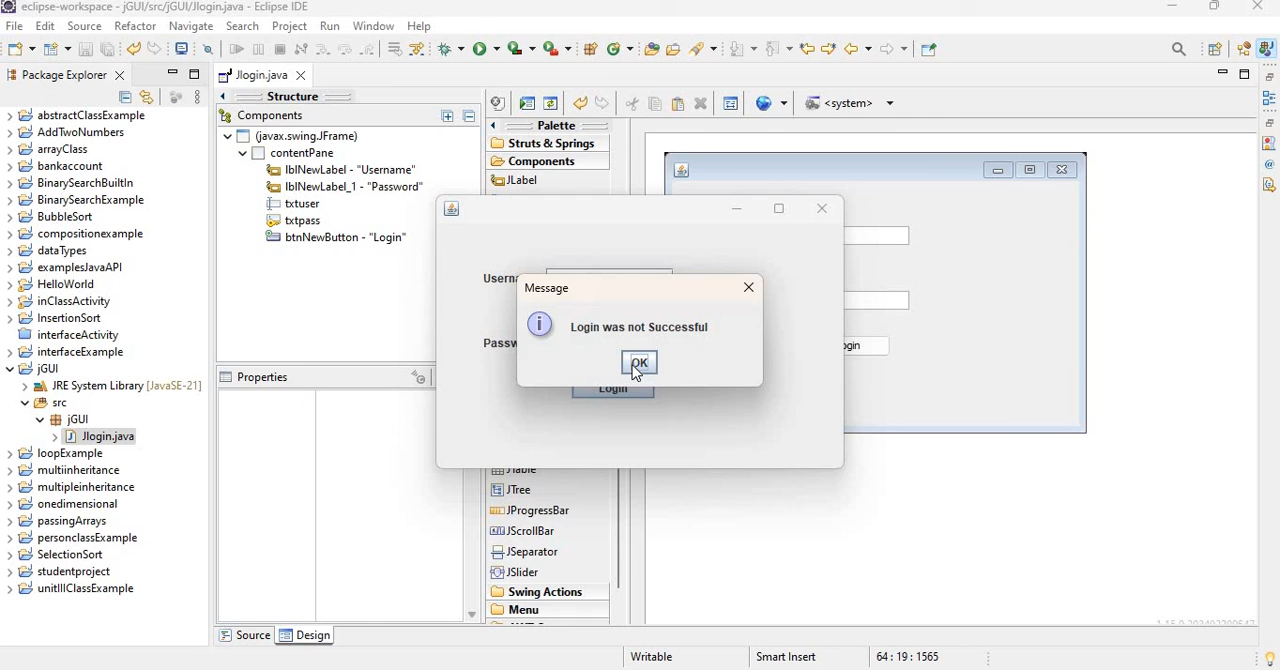 eclipse-workspace - jGUI/src/jGUI/Jlogin.java - Eclipse IDE
File Edit Source Refactor Navigate Search Project Run Window Help
Package Explorer
Jlogin.java
abstractClassExample
AddTwoNumbers
arrayClass
bankaccount
BinarySearchBuiltIn
BinarySearchExample
BubbleSort
compositionexample
dataTypes
examplesJavaAPI
HelloWorld
inClassActivity
InsertionSort
interfaceActivity
interfaceExample
jGUI
JRE System Library [JavaSE-21]
src
jGUI
Jlogin.java
loopExample
multiinheritance
multipleinheritance
onedimensional
passingArrays
personclassExample
SelectionSort
studentproject
unitIIIClassExample
Structure
Components
(javax.swing.JFrame)
contentPane
lblNewLabel - "Username"
lblNewLabel_1 - "Password"
txtuser
txtpass
btnNewButton - "Login"
Properties
Source Design
<system>
Palette
Struts & Springs
Components
JLabel
JTable
JTree
JProgressBar
JScrollBar
JSeparator
JSlider
Swing Actions
Menu
Userna
Passw
Login
Message
Login was not Successful
OK
ogin
Writable Smart Insert 64 : 19 : 1565